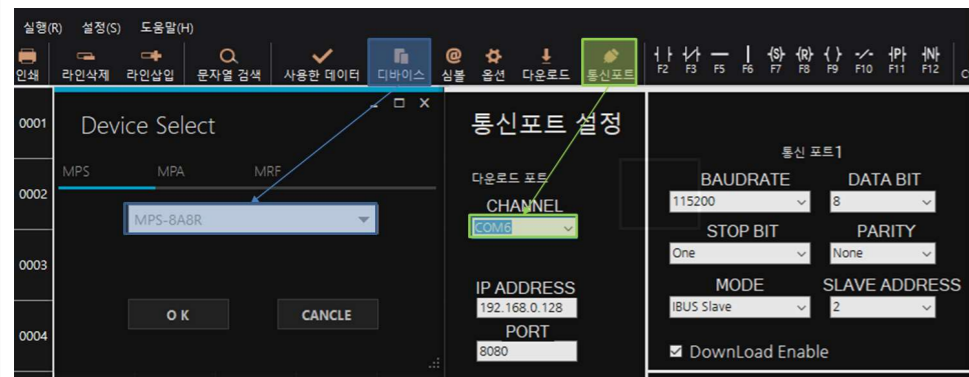 실행(R) 설정(S) 도움말(H)
인쇄 라인삭제 라인삽입 문자열 검색 사용한 데이터 디바이스 심볼 옵션 다운로드 통신포트 F2 F3 F5 F6 F7 F8 F9 F10 F11 F12
0001
0002
0003
0004
Device Select
MPS MPA MRF
MPS-8A8R
OK CANCLE
통신포트 설정
다운로드 포트
CHANNEL
COM6
IP ADDRESS
192.168.0.128
PORT
8080
통신 포트1
BAUDRATE DATA BIT
115200 8
STOP BIT PARITY
One None
MODE SLAVE ADDRESS
IBUS Slave 2
DownLoad Enable